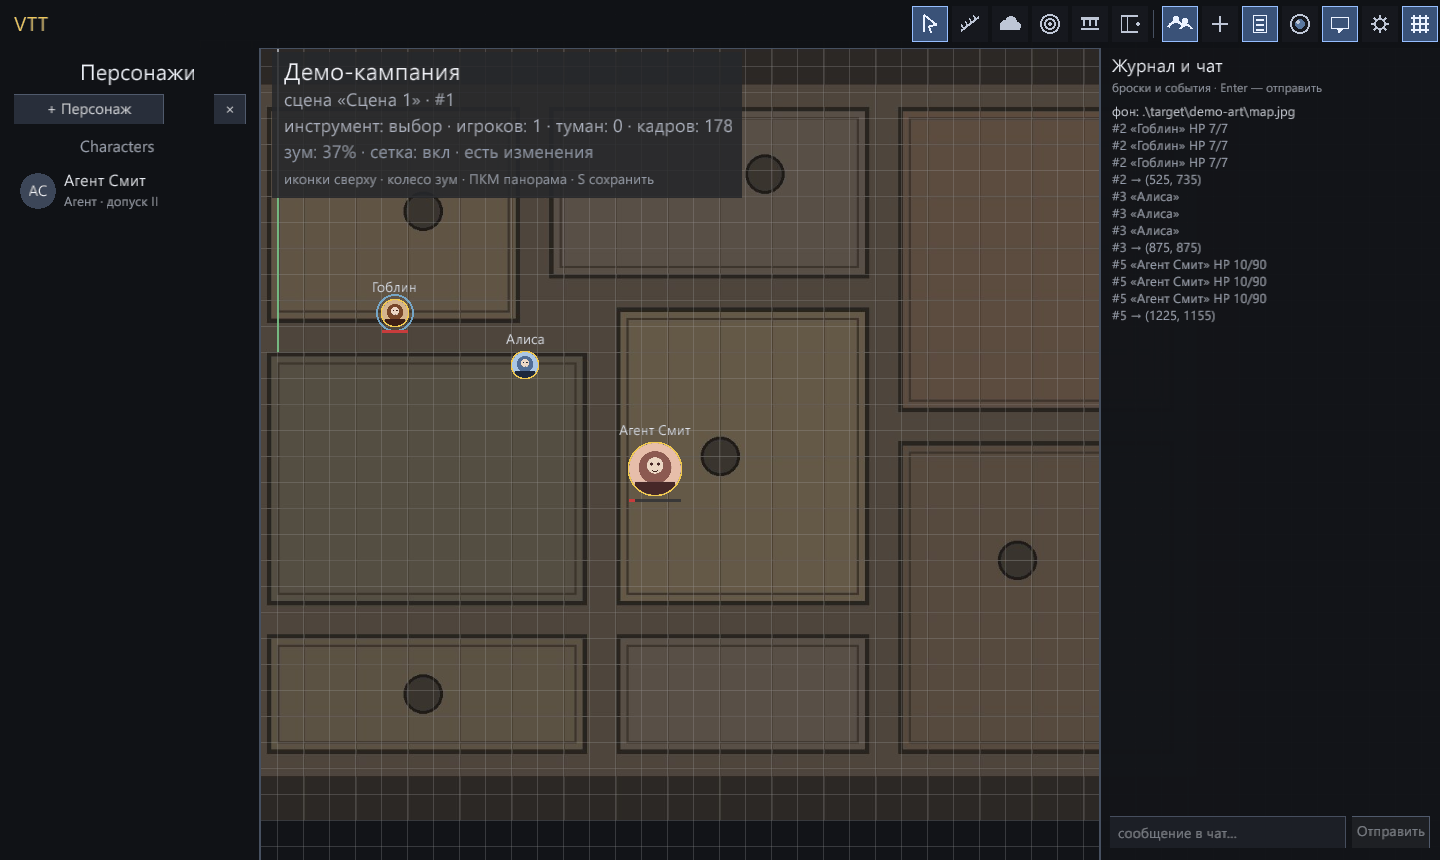 VTT
Персонажи
+ Персонаж
×
Characters
АС
Агент Смит
Агент · допуск II
Демо-кампания
сцена «Сцена 1» · #1
инструмент: выбор · игроков: 1 · туман: 0 · кадров: 178
зум: 37% · сетка: вкл · есть изменения
иконки сверху · колесо зум · ПКМ панорама · S сохранить
Гоблин
Алиса
Агент Смит
Журнал и чат
броски и события · Enter — отправить
фон: .\target\demo-art\map.jpg
#2 «Гоблин» HP 7/7
#2 «Гоблин» HP 7/7
#2 «Гоблин» HP 7/7
#2 → (525, 735)
#3 «Алиса»
#3 «Алиса»
#3 «Алиса»
#3 → (875, 875)
#5 «Агент Смит» HP 10/90
#5 «Агент Смит» HP 10/90
#5 «Агент Смит» HP 10/90
#5 → (1225, 1155)
сообщение в чат...
Отправить